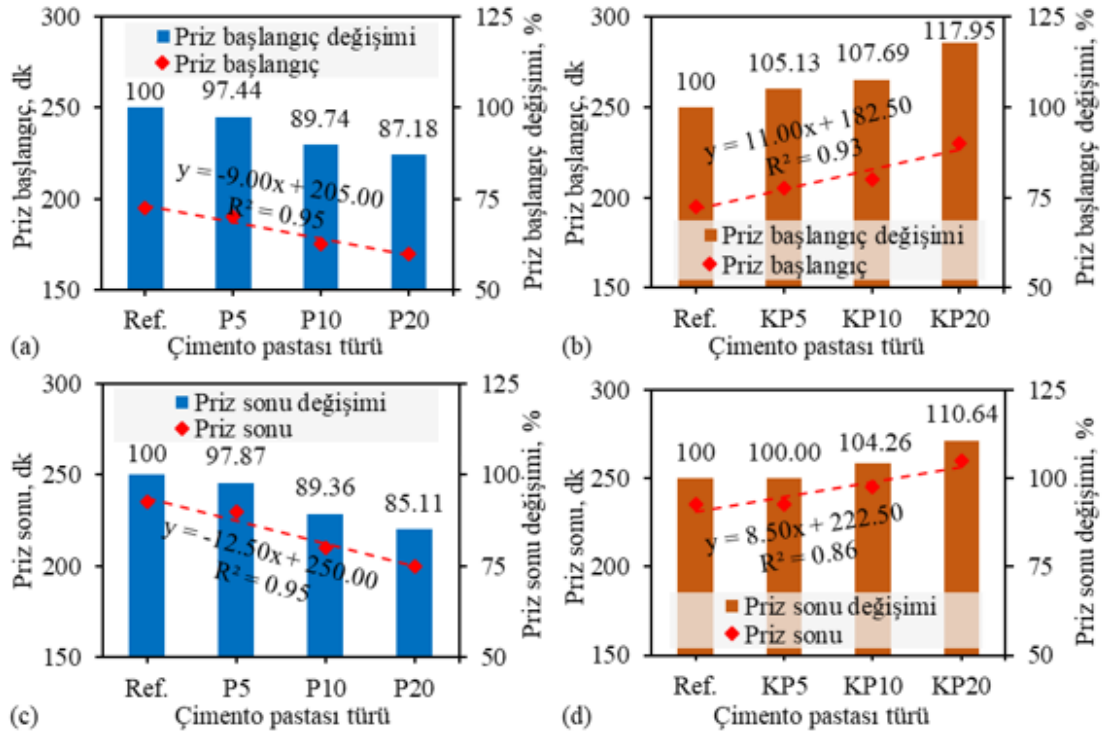 300
250
200
150
Priz başlangıç, dk
Priz başlangıç değişimi
Priz başlangıç
100
97.44
89.74
87.18
y = -9.00x + 205.00
R² = 0.95
125
100
75
50
Priz başlangıç değişimi, %
Ref. P5 P10 P20
(a) Çimento pastası türü
300
250
200
150
Priz başlangıç, dk
100
105.13
107.69
117.95
y = 11.00x + 182.50
R² = 0.93
Priz başlangıç değişimi
Priz başlangıç
125
100
75
50
Priz başlangıç değişimi, %
Ref. KP5 KP10 KP20
(b) Çimento pastası türü
300
250
200
150
Priz sonu, dk
Priz sonu değişimi
Priz sonu
100
97.87
89.36
85.11
y = -12.50x + 250.00
R² = 0.95
125
100
75
50
Priz sonu değişimi, %
Ref. P5 P10 P20
(c) Çimento pastası türü
300
250
200
150
Priz sonu, dk
100
100.00
104.26
110.64
y = 8.50x + 222.50
R² = 0.86
Priz sonu değişimi
Priz sonu
125
100
75
50
Priz sonu değişimi, %
Ref. KP5 KP10 KP20
(d) Çimento pastası türü